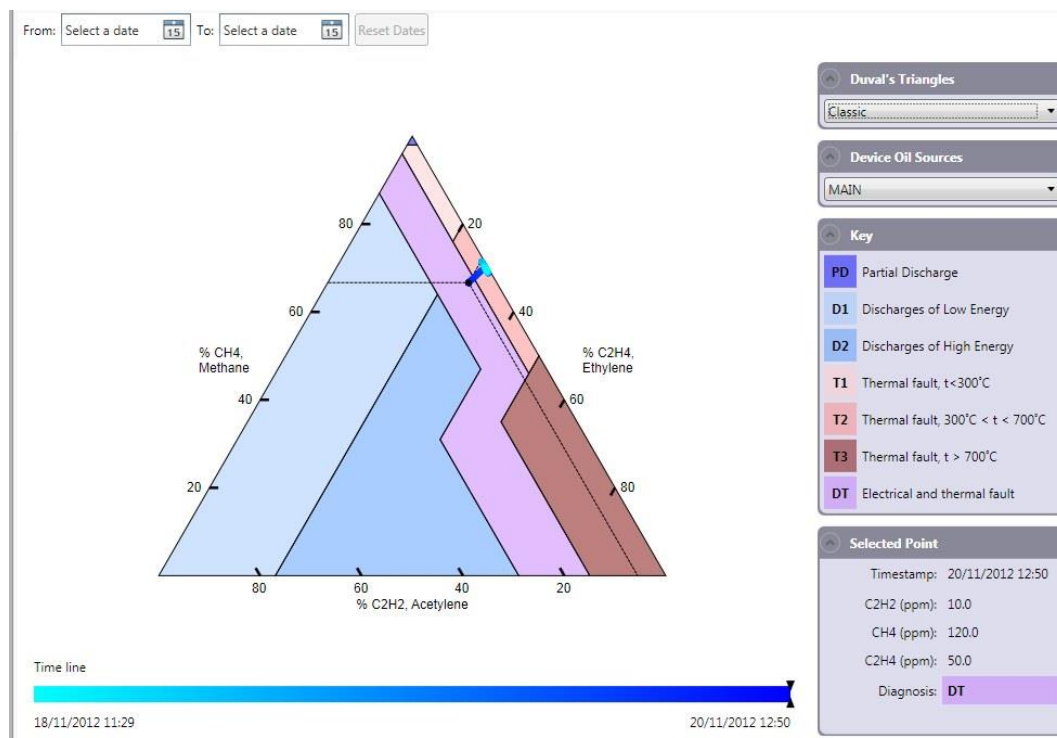 From: Select a date 15 To: Select a date 15 Reset Dates
Duval's Triangles
Classic
Device Oil Sources
MAIN
Key
PD Partial Discharge
D1 Discharges of Low Energy
D2 Discharges of High Energy
T1 Thermal fault, t<300°C
T2 Thermal fault, 300°C < t < 700°C
T3 Thermal fault, t > 700°C
DT Electrical and thermal fault
Selected Point
Timestamp: 20/11/2012 12:50
C2H2 (ppm): 10.0
CH4 (ppm): 120.0
C2H4 (ppm): 50.0
Diagnosis: DT
80 20
60 40
% CH4,
Methane
% C2H4,
Ethylene
40 60
20 80
80 60 40 20
% C2H2, Acetylene
Time line
18/11/2012 11:29 20/11/2012 12:50